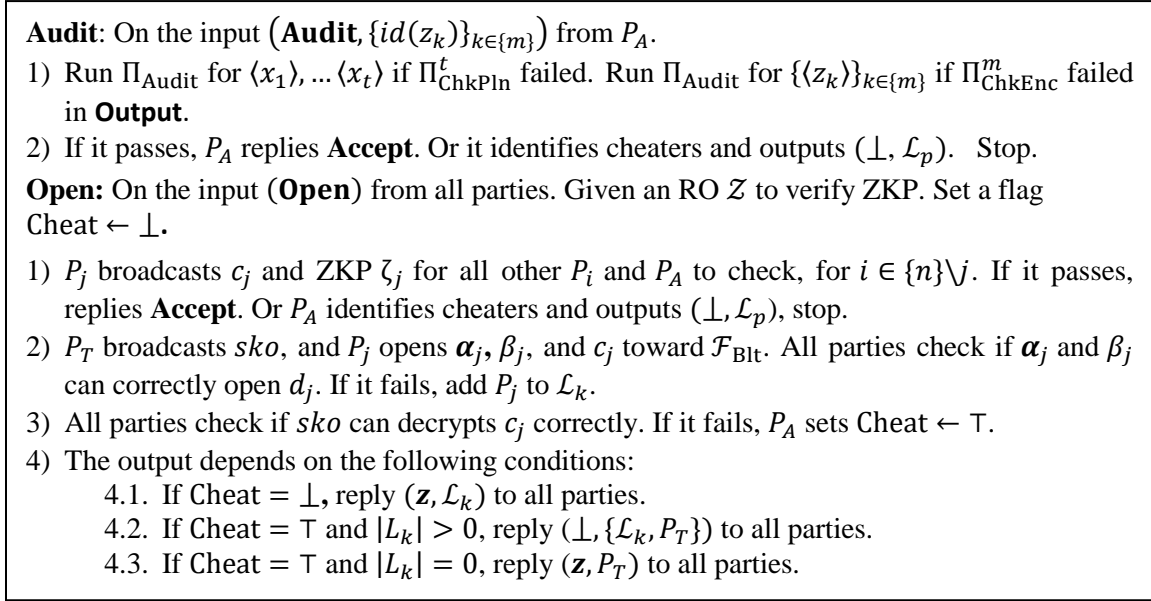 Audit: On the input (Audit, {id(z_k)}_{k∈{m}}) from P_A.
1) Run Π_Audit for ⟨x_1⟩, … ⟨x_t⟩ if Π^t_ChkPln failed. Run Π_Audit for {⟨z_k⟩}_{k∈{m}} if Π^m_ChkEnc failed
in Output.
2) If it passes, P_A replies Accept. Or it identifies cheaters and outputs (⊥, ℒ_p). Stop.
Open: On the input (Open) from all parties. Given an RO 𝒵 to verify ZKP. Set a flag
Cheat ← ⊥.
1) P_j broadcasts c_j and ZKP ζ_j for all other P_i and P_A to check, for i ∈ {n}\j. If it passes,
replies Accept. Or P_A identifies cheaters and outputs (⊥, ℒ_p), stop.
2) P_T broadcasts sko, and P_j opens α_j, β_j, and c_j toward ℱ_Blt. All parties check if α_j and β_j
can correctly open d_j. If it fails, add P_j to ℒ_k.
3) All parties check if sko can decrypts c_j correctly. If it fails, P_A sets Cheat ← ⊤.
4) The output depends on the following conditions:
4.1. If Cheat = ⊥, reply (z, ℒ_k) to all parties.
4.2. If Cheat = ⊤ and |L_k| > 0, reply (⊥, {ℒ_k, P_T}) to all parties.
4.3. If Cheat = ⊤ and |L_k| = 0, reply (z, P_T) to all parties.